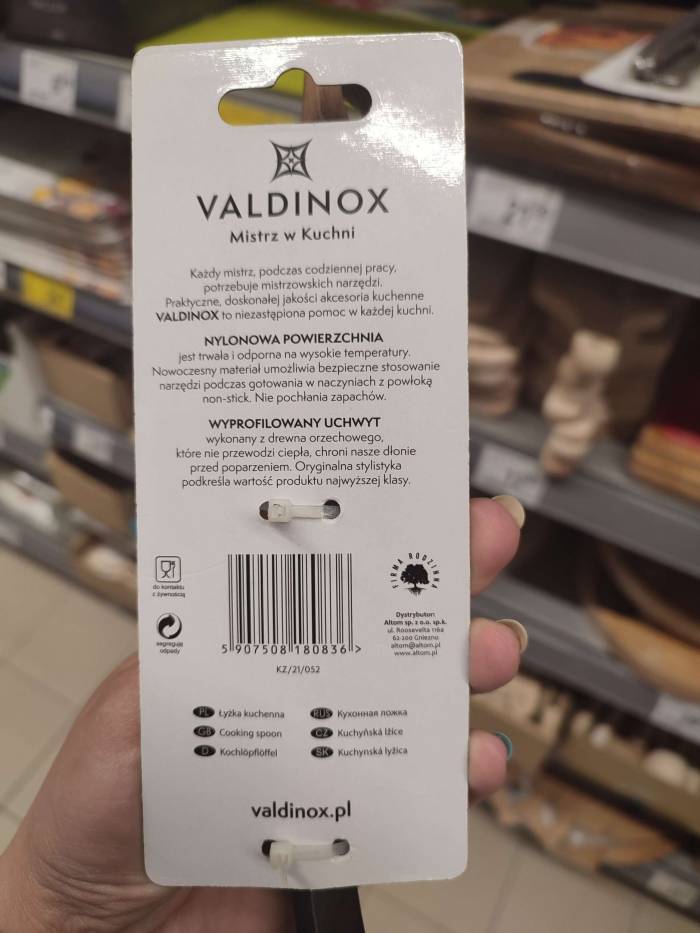 VALDINOX
Mistrz w Kuchni
Każdy mistrz, podczas codziennej pracy,
potrzebuje mistrzowskich narzędzi.
Praktyczne, doskonałej jakości akcesoria kuchenne
VALDINOX to niezastąpiona pomoc w każdej kuchni.
NYLONOWA POWIERZCHNIA
jest trwała i odporna na wysokie temperatury.
Nowoczesny materiał umożliwia bezpieczne stosowanie
narzędzi podczas gotowania w naczyniach z powłoką
non-stick. Nie pochłania zapachów.
WYPROFILOWANY UCHWYT
wykonany z drewna orzechowego,
które nie przewodzi ciepła, chroni nasze dłonie
przed poparzeniem. Oryginalna stylistyka
podkreśla wartość produktu najwyższej klasy.
do kontaktu
z żywnością
segreguj
odpady
5 907508 180836 >
KZ/21/052
FIRMA RODZINNA
Dystrybutor:
Altom sp. z o.o. sp.k.
ul. Roosevelta 116a
62-200 Gniezno
altom@altom.pl
www.altom.pl
PL Łyżka kuchenna
GB Cooking spoon
D Kochlöpflöffel
RUS Кухонная ложка
CZ Kuchyňská lžíce
SK Kuchynská lyžica
valdinox.pl